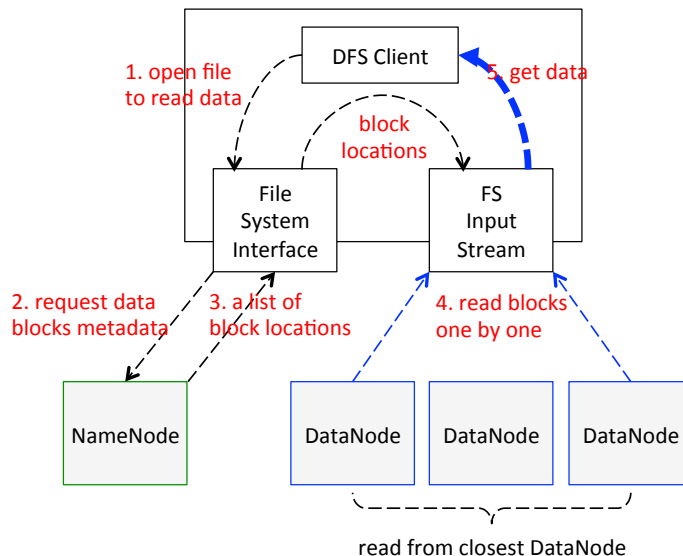 DFS Client
1. open file
to read data
5. get data
block
locations
File
System
Interface
FS
Input
Stream
2. request data
blocks metadata
3. a list of
block locations
4. read blocks
one by one
NameNode
DataNode
DataNode
DataNode
read from closest DataNode